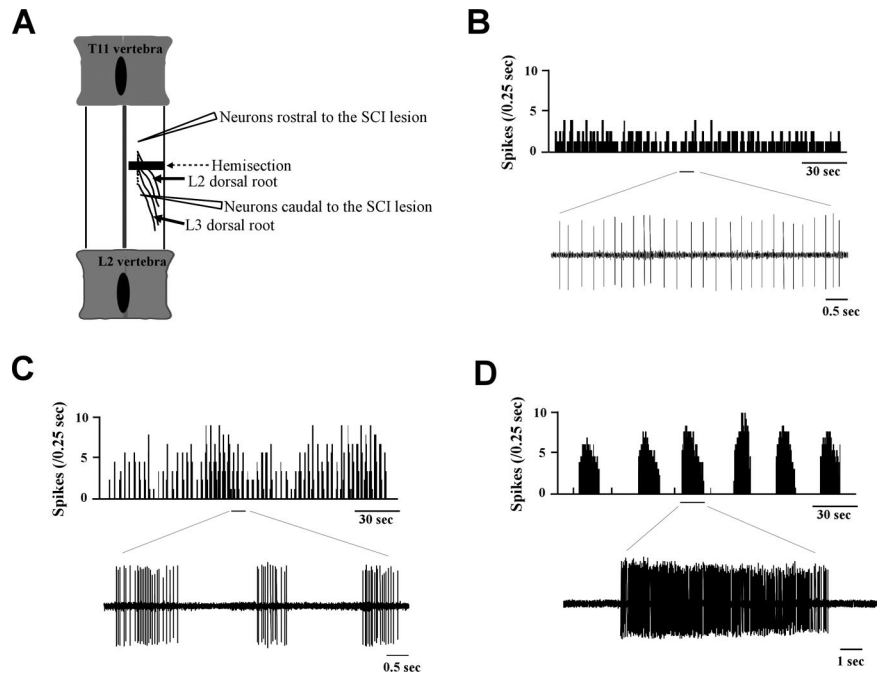 A
T11 vertebra
Neurons rostral to the SCI lesion
Hemisection
L2 dorsal root
Neurons caudal to the SCI lesion
L3 dorsal root
L2 vertebra
B
Spikes (/0.25 sec)
10
5
0
30 sec
0.5 sec
C
Spikes (/0.25 sec)
10
5
0
30 sec
0.5 sec
D
Spikes (/0.25 sec)
10
5
0
30 sec
1 sec